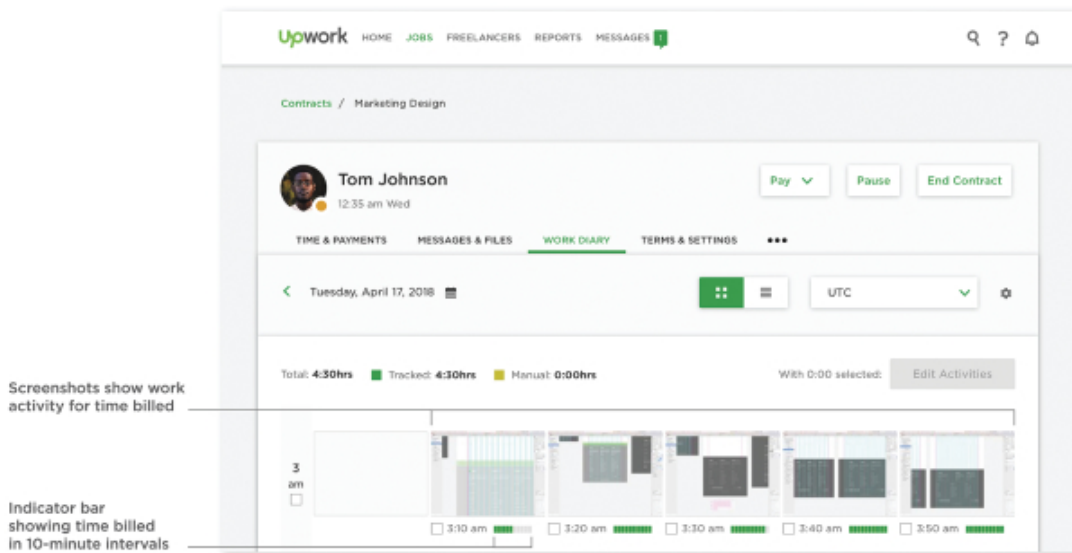 Upwork HOME JOBS FREELANCERS REPORTS MESSAGES 1 ?
Contracts / Marketing Design
Tom Johnson
12:35 am Wed
Pay Pause End Contract
TIME & PAYMENTS MESSAGES & FILES WORK DIARY TERMS & SETTINGS
Tuesday, April 17, 2018 UTC
Total: 4:30hrs Tracked: 4:30hrs Manual: 0:00hrs With 0:00 selected: Edit Activities
Screenshots show work
activity for time billed
3
am
3:10 am 3:20 am 3:30 am 3:40 am 3:50 am
Indicator bar
showing time billed
in 10-minute intervals